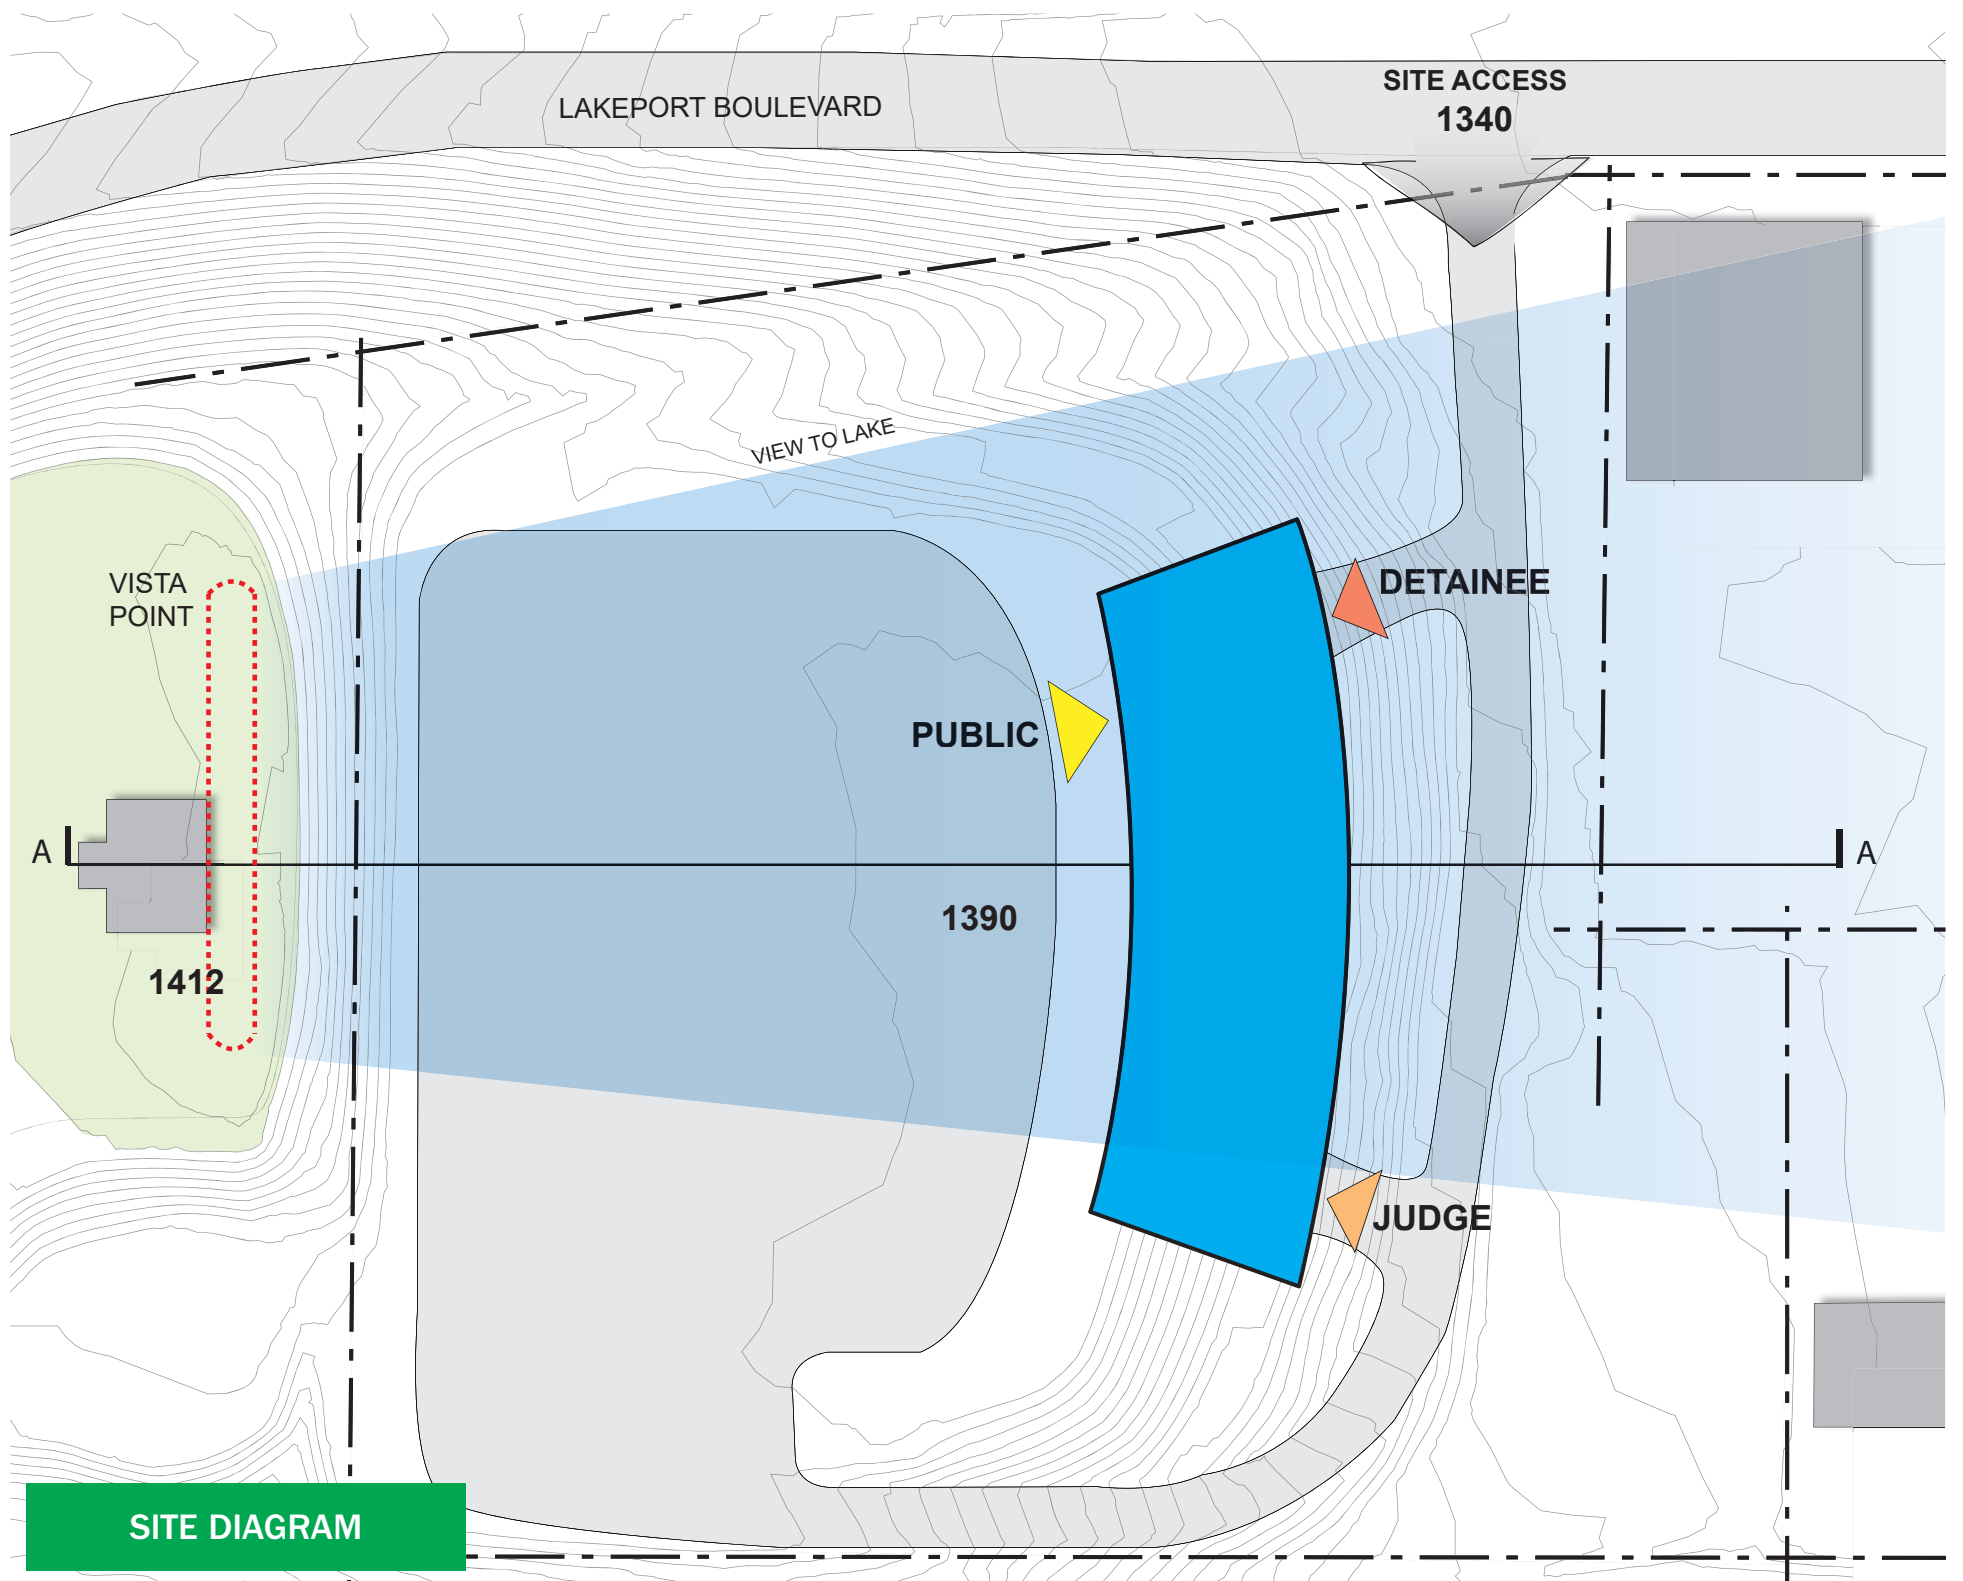 SITE ACCESS
1340
LAKEPORT BOULEVARD
VIEW TO LAKE
VISTA
POINT
DETAINEE
PUBLIC
A
A
1390
1412
JUDGE
SITE DIAGRAM